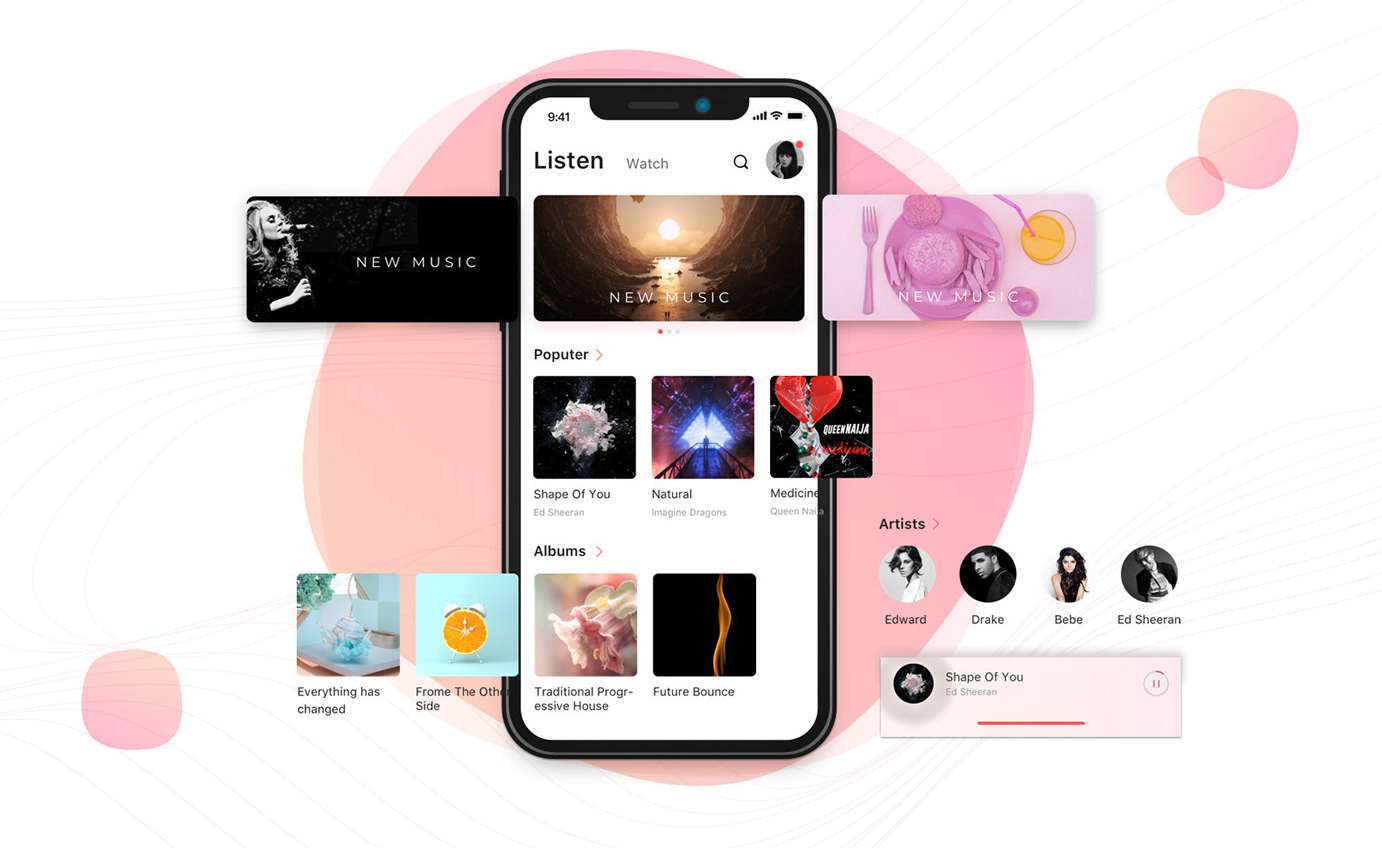 9:41
Listen
Watch
NEW MUSIC
NEW MUSIC
NEW MUSIC
Poputer
QUEEN NAIJA
medicine
Shape Of You
Natural
Medicine
Ed Sheeran
Imagine Dragons
Queen Naija
Artists
Albums
Edward
Drake
Bebe
Ed Sheeran
Everything has
changed
Frome The Other
Side
Traditional Progr-
essive House
Future Bounce
Shape Of You
Ed Sheeran